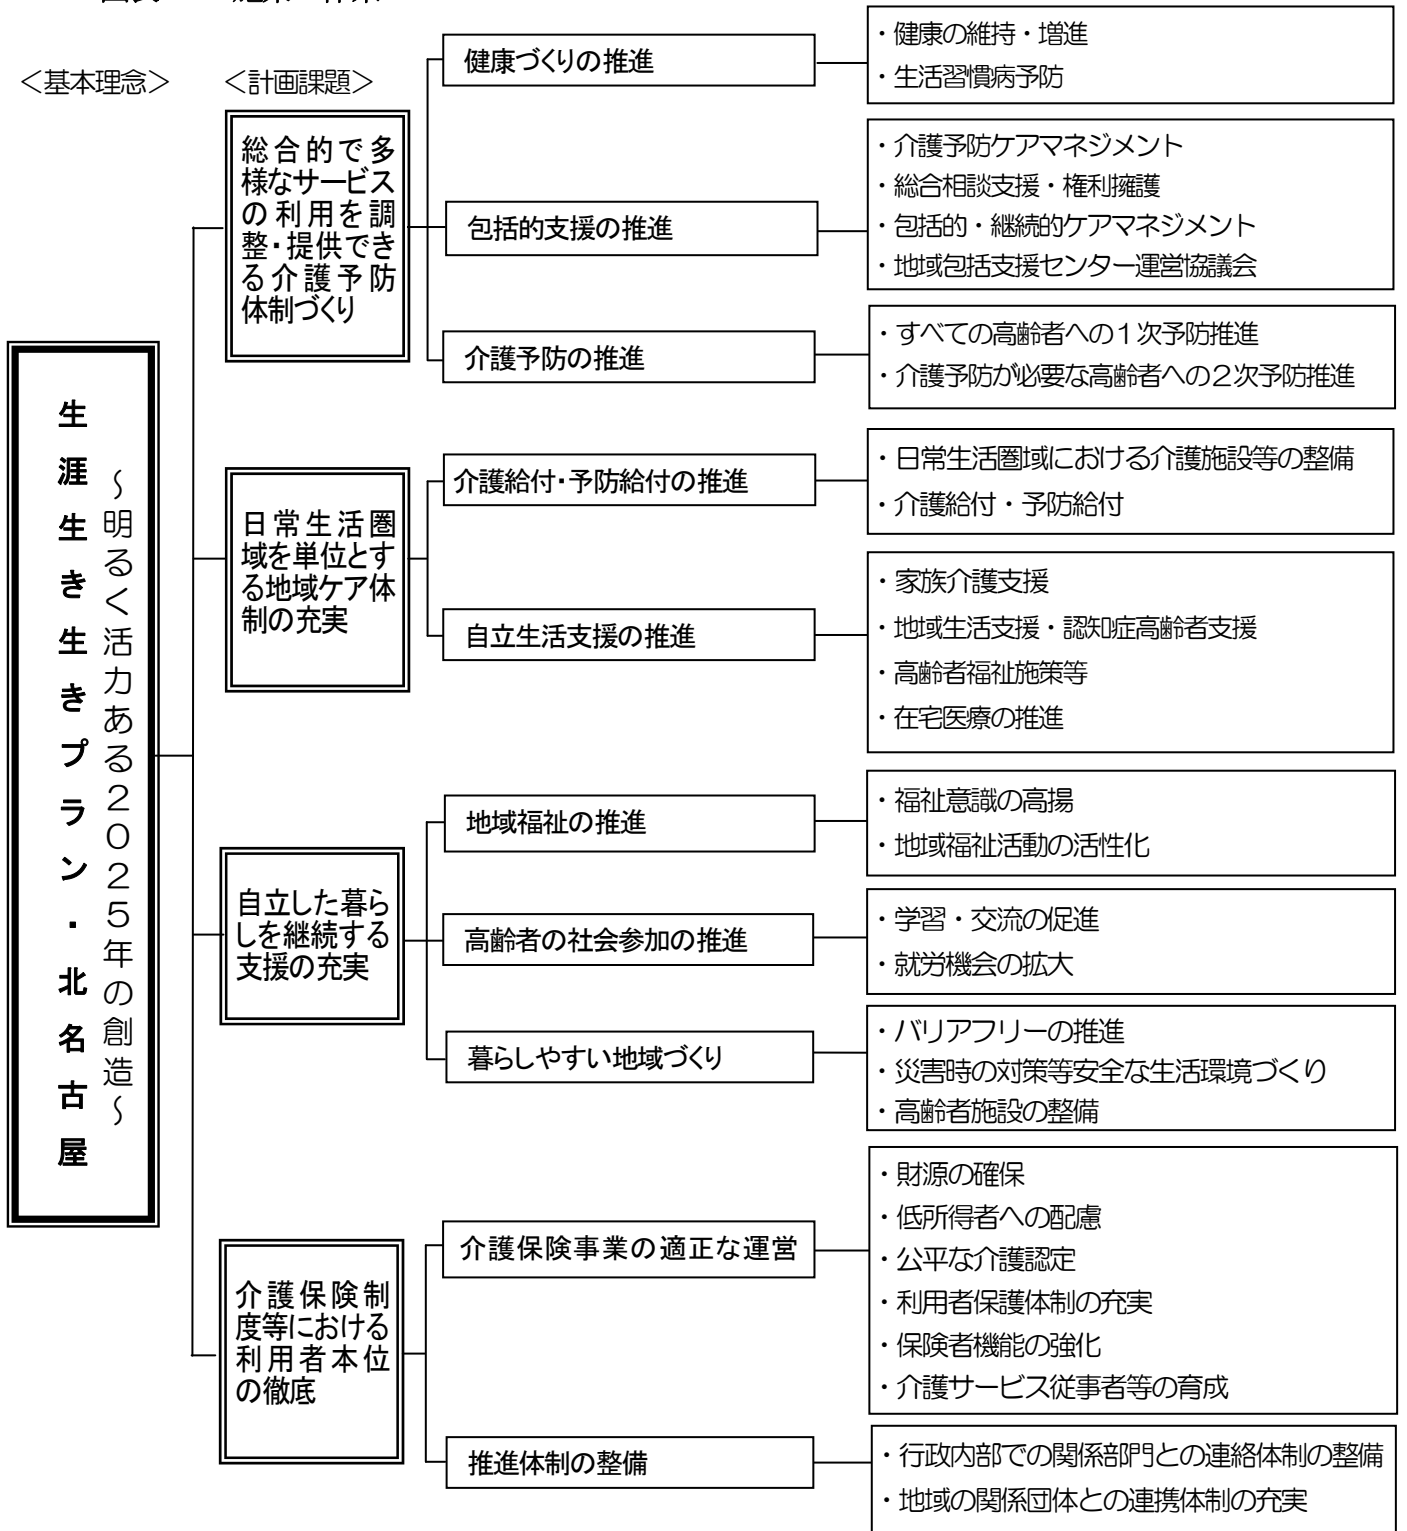 ＜基本理念＞
＜計画課題＞
生涯生き生きプラン・北名古屋
～明るく活力ある２０２５年の創造～
総合的で多
様なサービス
の利用を調
整・提供でき
る介護予防
体制づくり
健康づくりの推進
・健康の維持・増進
・生活習慣病予防
包括的支援の推進
・介護予防ケアマネジメント
・総合相談支援・権利擁護
・包括的・継続的ケアマネジメント
・地域包括支援センター運営協議会
介護予防の推進
・すべての高齢者への１次予防推進
・介護予防が必要な高齢者への２次予防推進
日常生活圏
域を単位とす
る地域ケア体
制の充実
介護給付・予防給付の推進
・日常生活圏域における介護施設等の整備
・介護給付・予防給付
自立生活支援の推進
・家族介護支援
・地域生活支援・認知症高齢者支援
・高齢者福祉施策等
・在宅医療の推進
自立した暮ら
しを継続する
支援の充実
地域福祉の推進
・福祉意識の高揚
・地域福祉活動の活性化
高齢者の社会参加の推進
・学習・交流の促進
・就労機会の拡大
暮らしやすい地域づくり
・バリアフリーの推進
・災害時の対策等安全な生活環境づくり
・高齢者施設の整備
介護保険制
度等における
利用者本位
の徹底
介護保険事業の適正な運営
・財源の確保
・低所得者への配慮
・公平な介護認定
・利用者保護体制の充実
・保険者機能の強化
・介護サービス従事者等の育成
推進体制の整備
・行政内部での関係部門との連絡体制の整備
・地域の関係団体との連携体制の充実